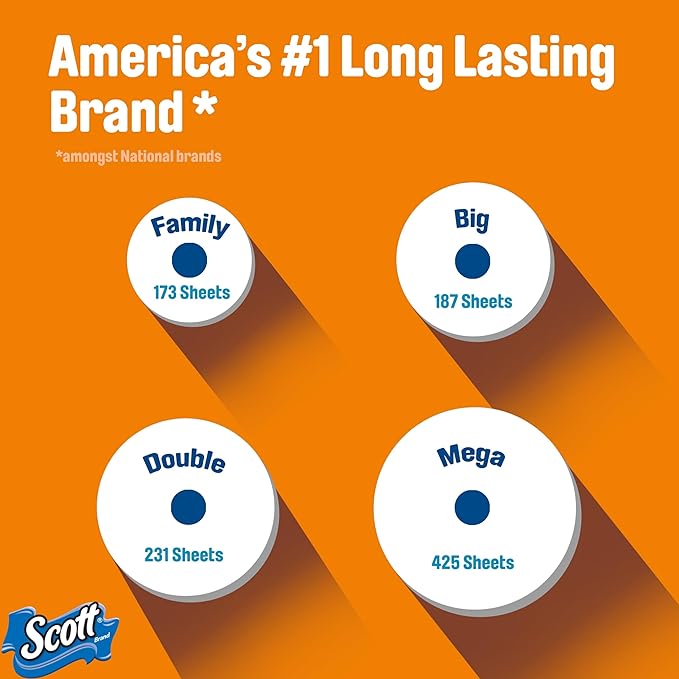 America's #1 Long Lasting
Brand*
*amongst National brands
Family
173 Sheets
Big
187 Sheets
Double
231 Sheets
Mega
425 Sheets
Scott®
Brand